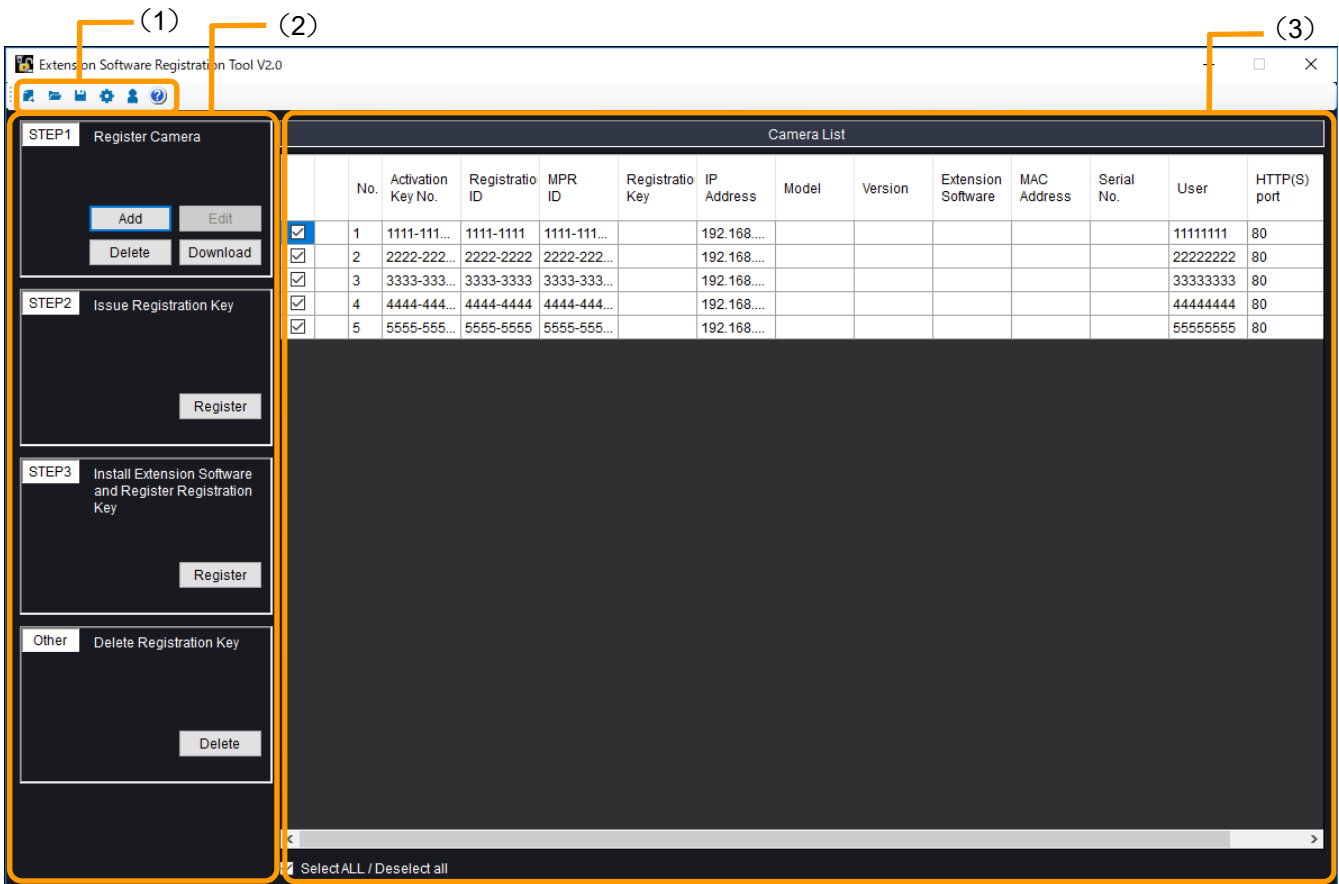 （1）
（2）
（3）
Extension Software Registration Tool V2.0
STEP1 Register Camera
Add Edit
Delete Download
STEP2 Issue Registration Key
Register
STEP3 Install Extension Software
and Register Registration
Key
Register
Other Delete Registration Key
Delete
Camera List
No. Activation Key No. Registratio ID MPR ID Registratio Key IP Address Model Version Extension Software MAC Address Serial No. User HTTP(S) port
1 1111-111... 1111-1111 1111-111... 192.168.... 11111111 80
2 2222-222... 2222-2222 2222-222... 192.168.... 22222222 80
3 3333-333... 3333-3333 3333-333... 192.168.... 33333333 80
4 4444-444... 4444-4444 4444-444... 192.168.... 44444444 80
5 5555-555... 5555-5555 5555-555... 192.168.... 55555555 80
Select ALL / Deselect all